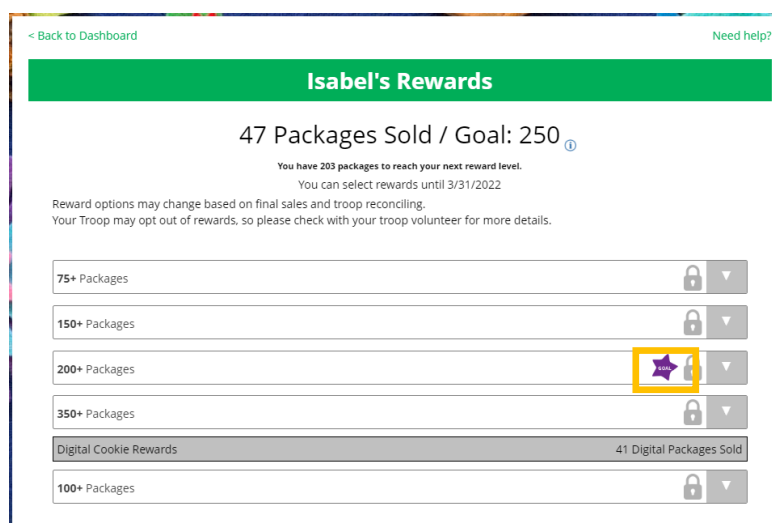 < Back to Dashboard Need help?
Isabel's Rewards
47 Packages Sold / Goal: 250 i
You have 203 packages to reach your next reward level.
You can select rewards until 3/31/2022
Reward options may change based on final sales and troop reconciling.
Your Troop may opt out of rewards, so please check with your troop volunteer for more details.
75+ Packages
150+ Packages
200+ Packages GOAL
350+ Packages
Digital Cookie Rewards 41 Digital Packages Sold
100+ Packages